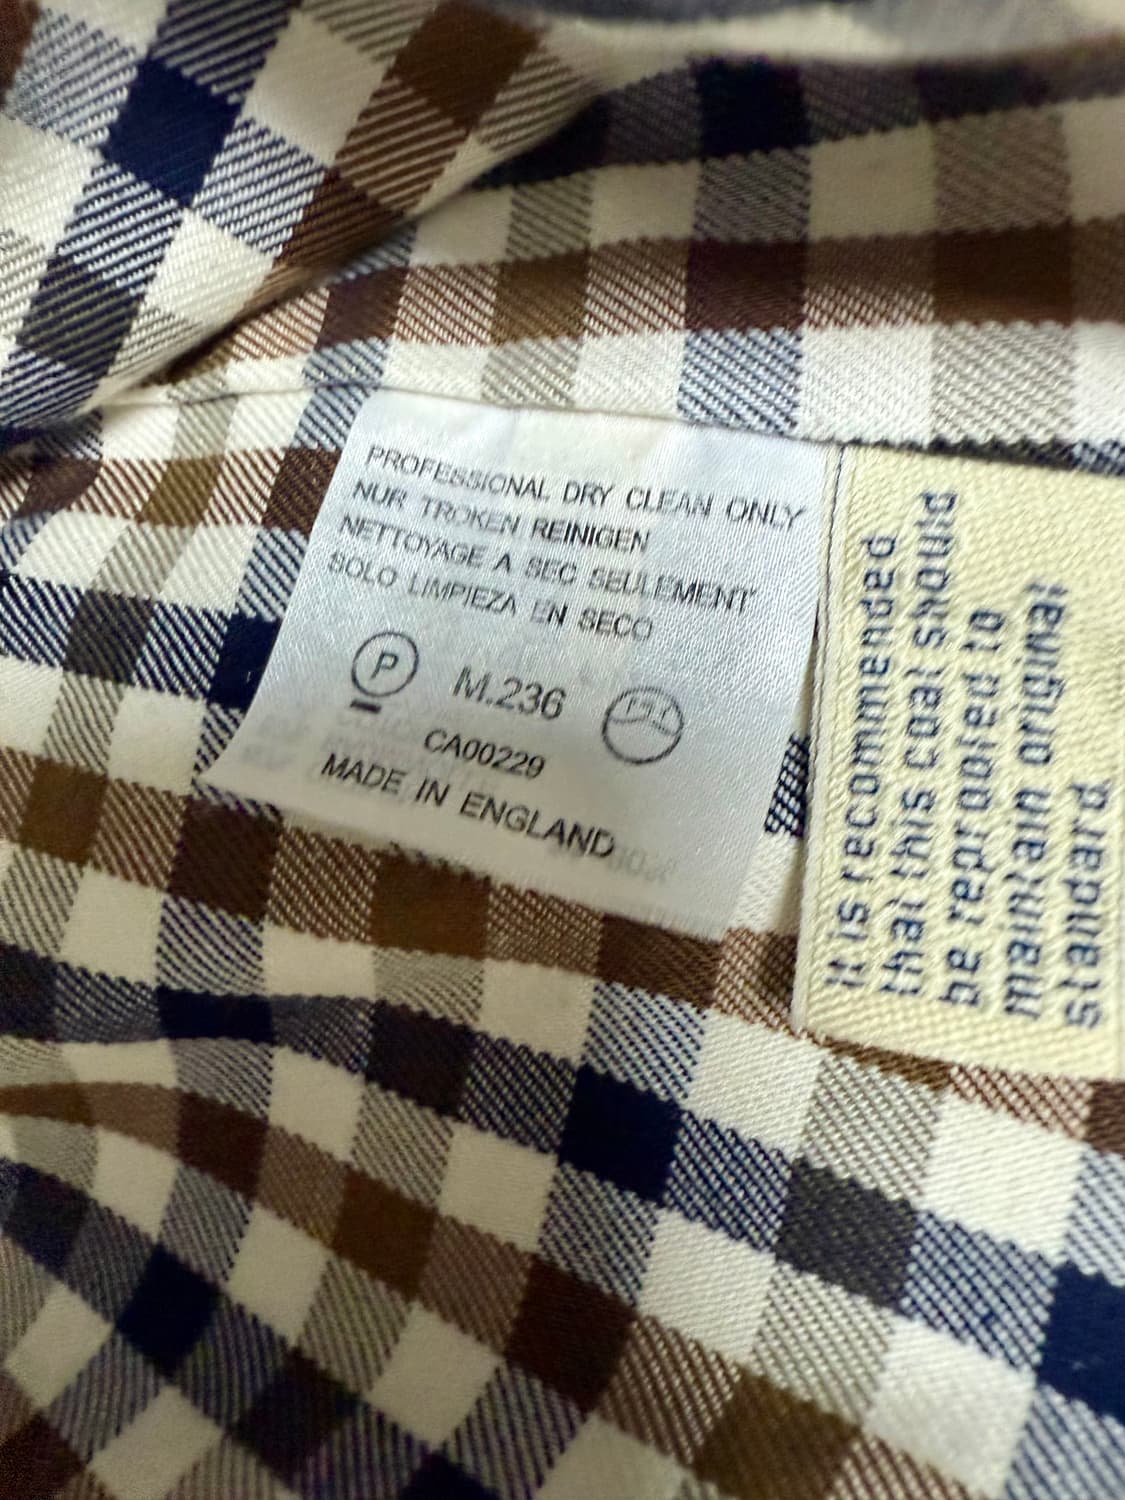 PROFESSIONAL DRY CLEAN ONLY
NUR TROKEN REINIGEN
NETTOYAGE A SEC SEULEMENT
SOLO LIMPIEZA EN SECO
P M.236
CA00229
MADE IN ENGLAND
It is recommended
that this coat should
be reproofed to
maintain original
standard.